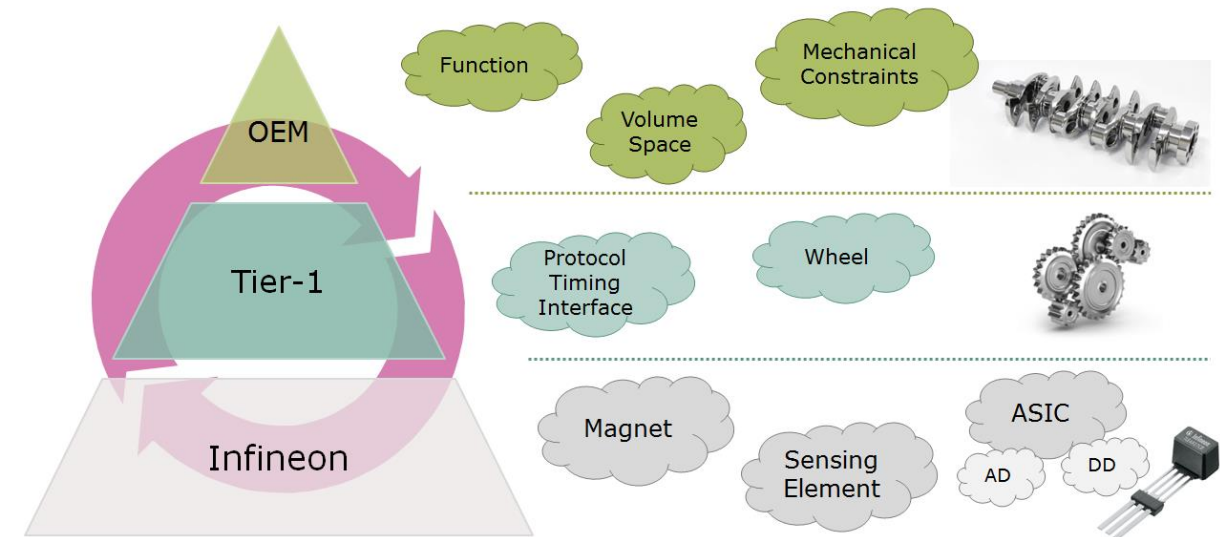 OEM
Function
Volume
Space
Mechanical
Constraints
Tier-1
Protocol
Timing
Interface
Wheel
Infineon
Magnet
Sensing
Element
ASIC
AD
DD